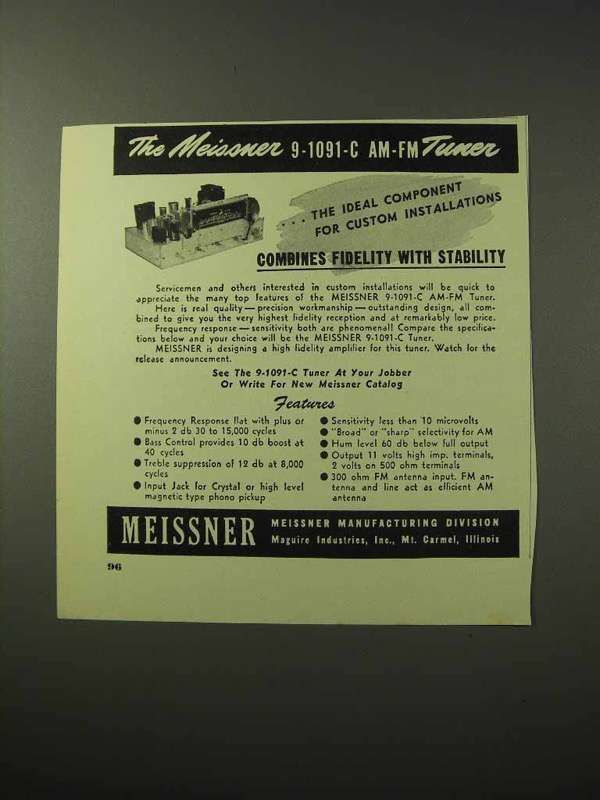 The Meissner 9-1091-C AM-FM Tuner
. . . . THE IDEAL COMPONENT
FOR CUSTOM INSTALLATIONS
COMBINES FIDELITY WITH STABILITY
Servicemen and others interested in custom installations will be quick to
appreciate the many top features of the MEISSNER 9-1091-C AM-FM Tuner.
Here is real quality — precision workmanship — outstanding design, all com-
bined to give you the very highest fidelity reception and at remarkably low price.
Frequency response — sensitivity both are phenomenal! Compare the specifica-
tions below and your choice will be the MEISSNER 9-1091-C Tuner.
MEISSNER is designing a high fidelity amplifier for this tuner. Watch for the
release announcement.
See The 9-1091-C Tuner At Your Jobber
Or Write For New Meissner Catalog
Features
● Frequency Response flat with plus or
minus 2 db 30 to 15,000 cycles
● Bass Control provides 10 db boost at
40 cycles
● Treble suppression of 12 db at 8,000
cycles
● Input Jack for Crystal or high level
magnetic type phono pickup
● Sensitivity less than 10 microvolts
● "Broad" or "sharp" selectivity for AM
● Hum level 60 db below full output
● Output 11 volts high imp. terminals,
2 volts on 500 ohm terminals
● 300 ohm FM antenna input. FM an-
tenna and line act as efficient AM
antenna
MEISSNER
MEISSNER MANUFACTURING DIVISION
Maguire Industries, Inc., Mt. Carmel, Illinois
96